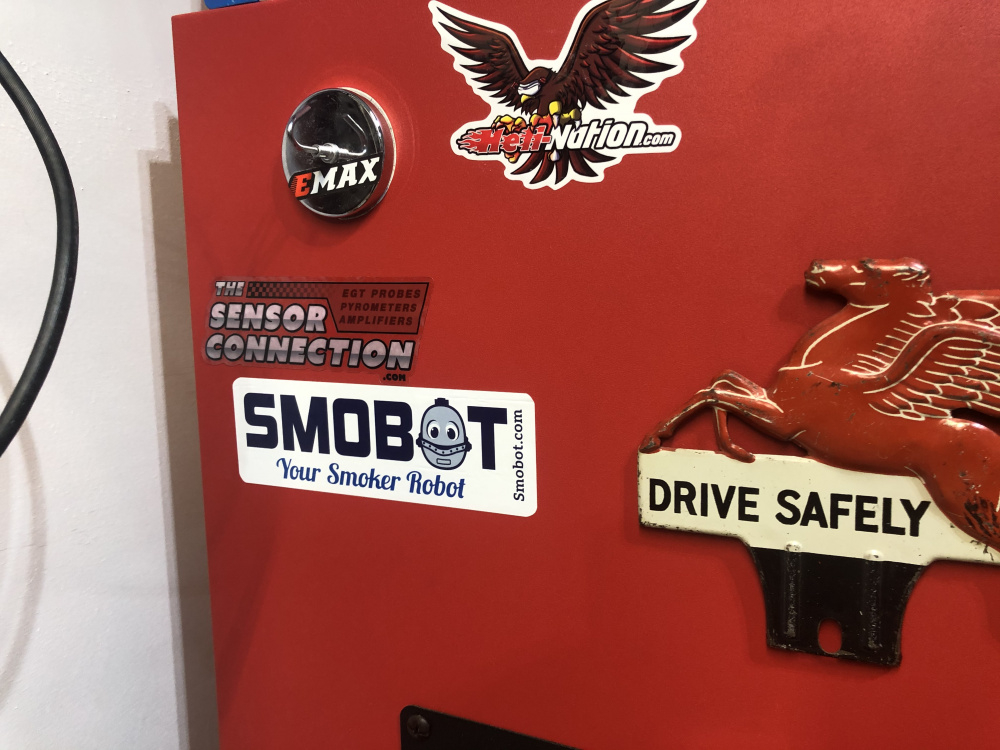 Heli-Nation.com
EMAX
THE
SENSOR
CONNECTION
.COM
EGT PROBES
PYROMETERS
AMPLIFIERS
SMOBOT
Your Smoker Robot
Smobot.com
DRIVE SAFELY